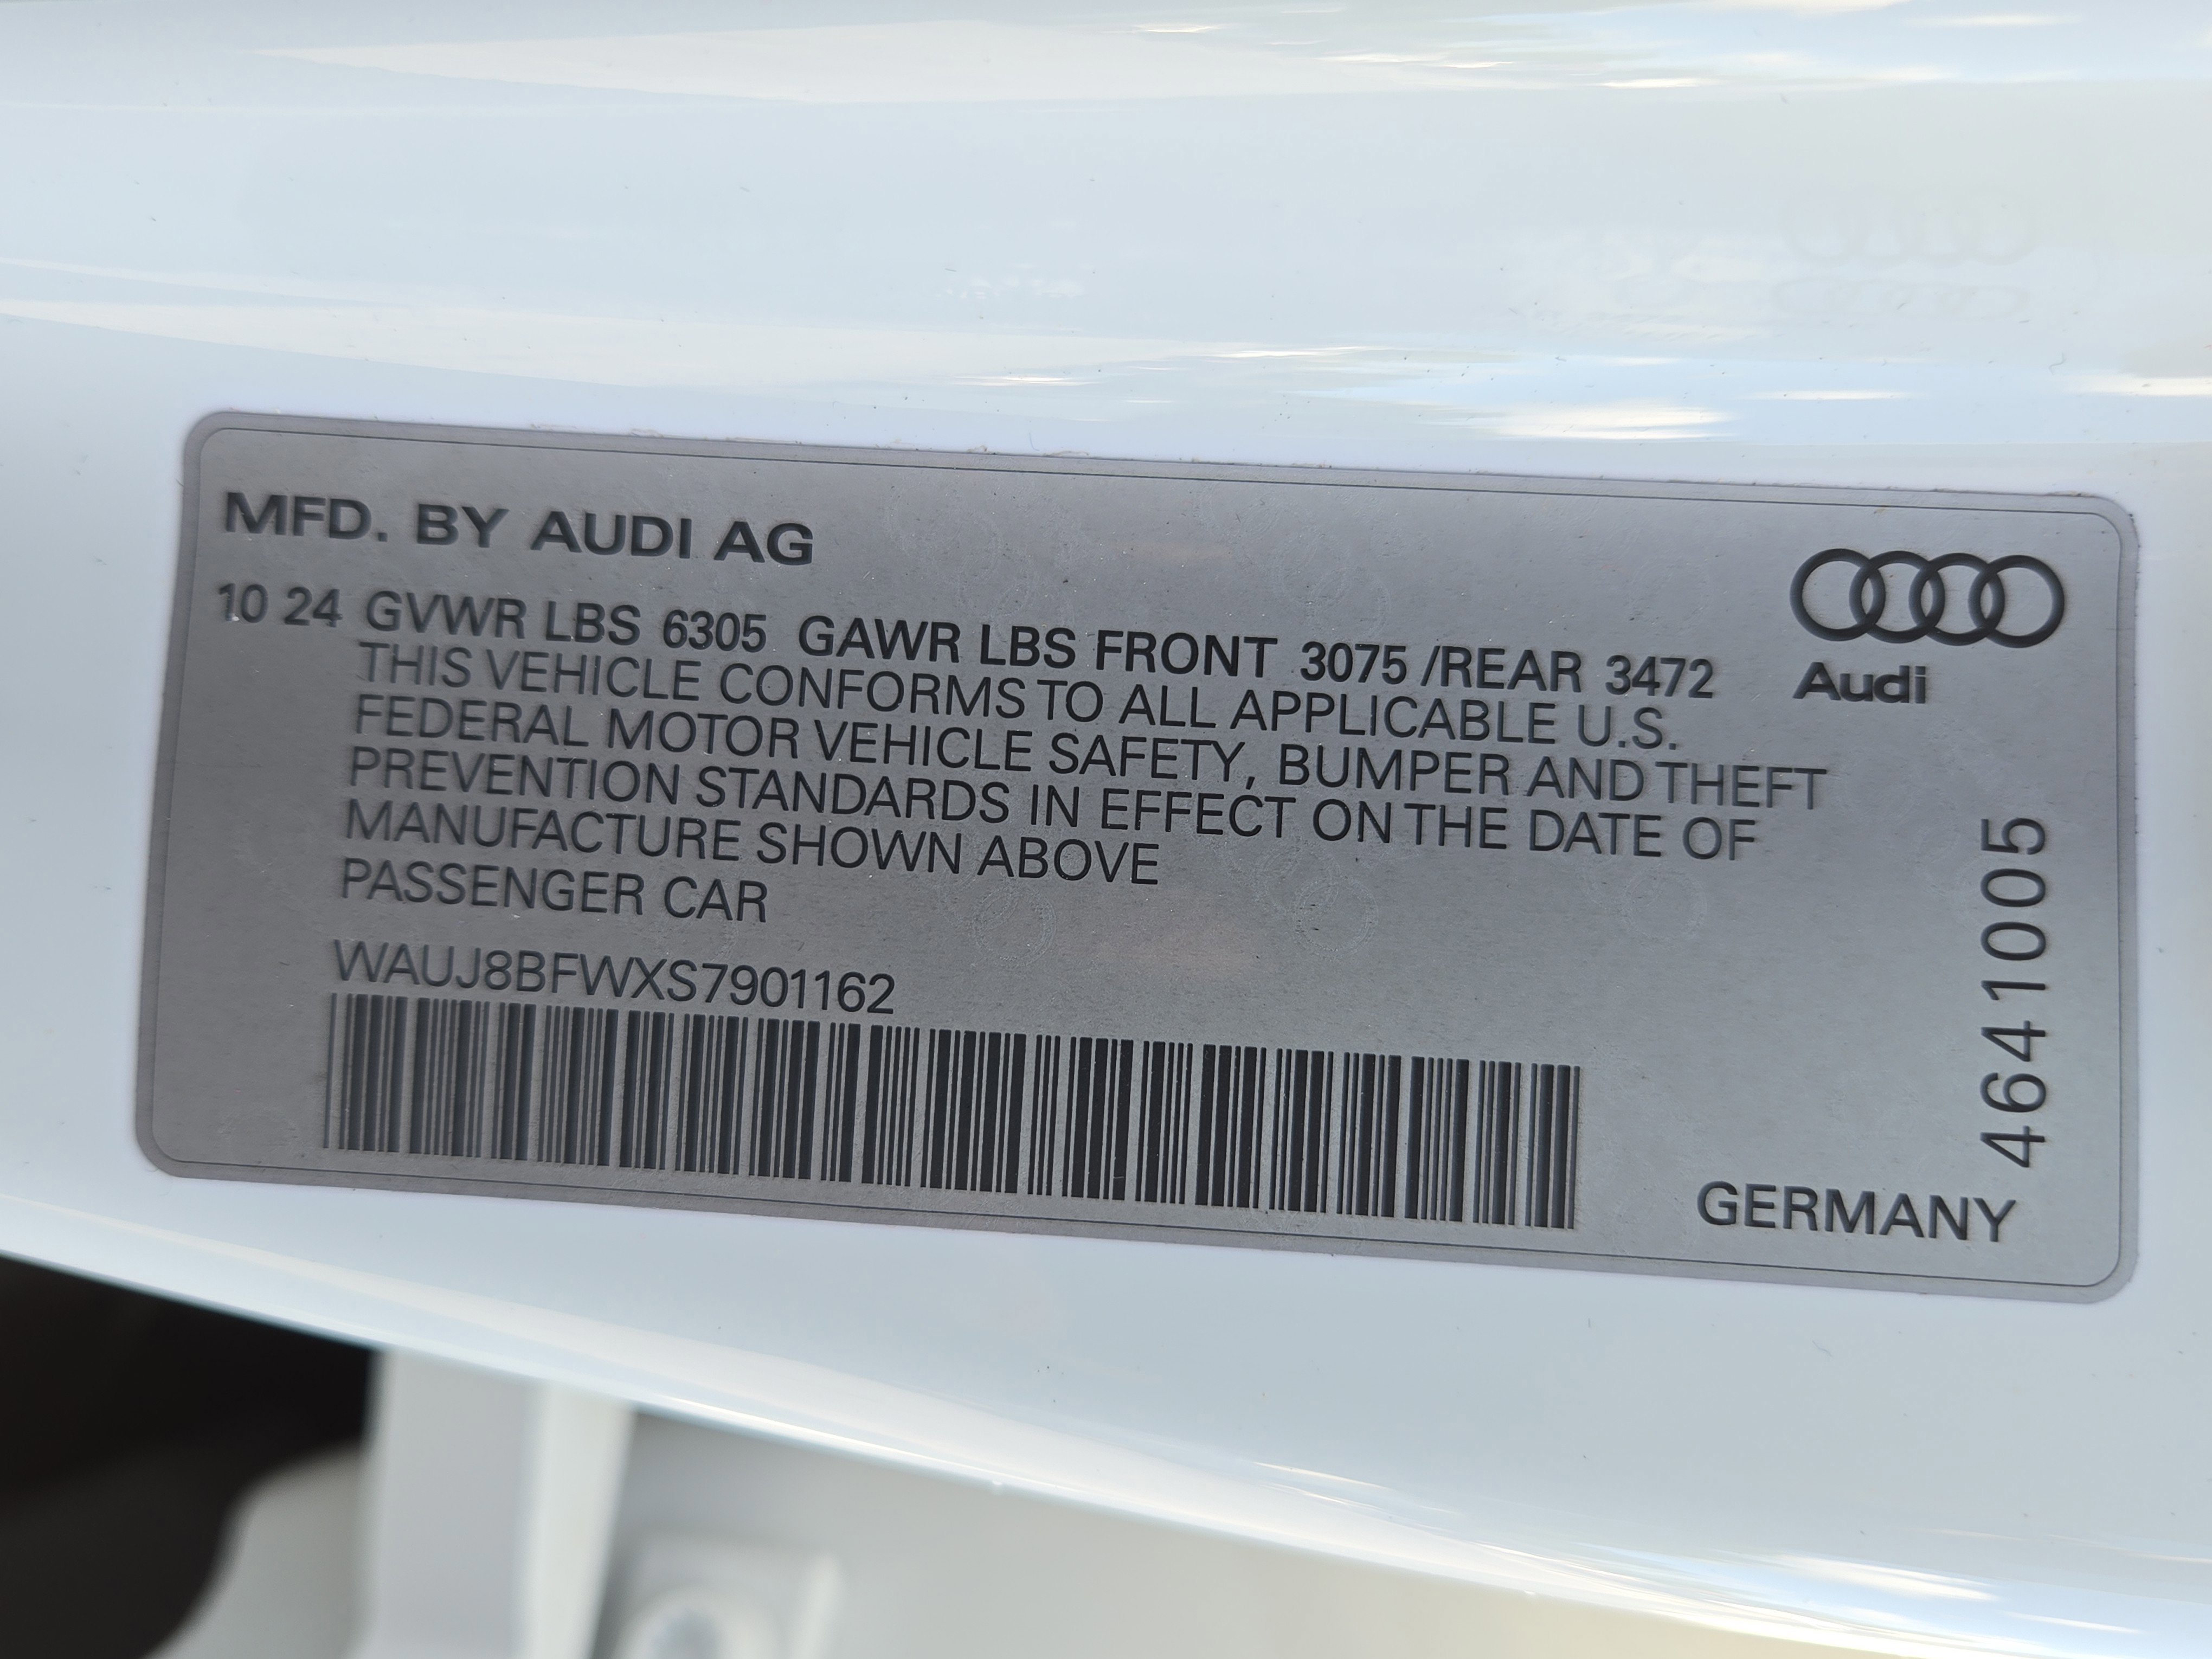 MFD. BY AUDI AG
10 24 GVWR LBS 6305 GAWR LBS FRONT 3075 /REAR 3472
THIS VEHICLE CONFORMS TO ALL APPLICABLE U.S.
FEDERAL MOTOR VEHICLE SAFETY, BUMPER AND THEFT
PREVENTION STANDARDS IN EFFECT ON THE DATE OF
MANUFACTURE SHOWN ABOVE
PASSENGER CAR
WAUJ8BFWXS7901162
Audi
4641005
GERMANY